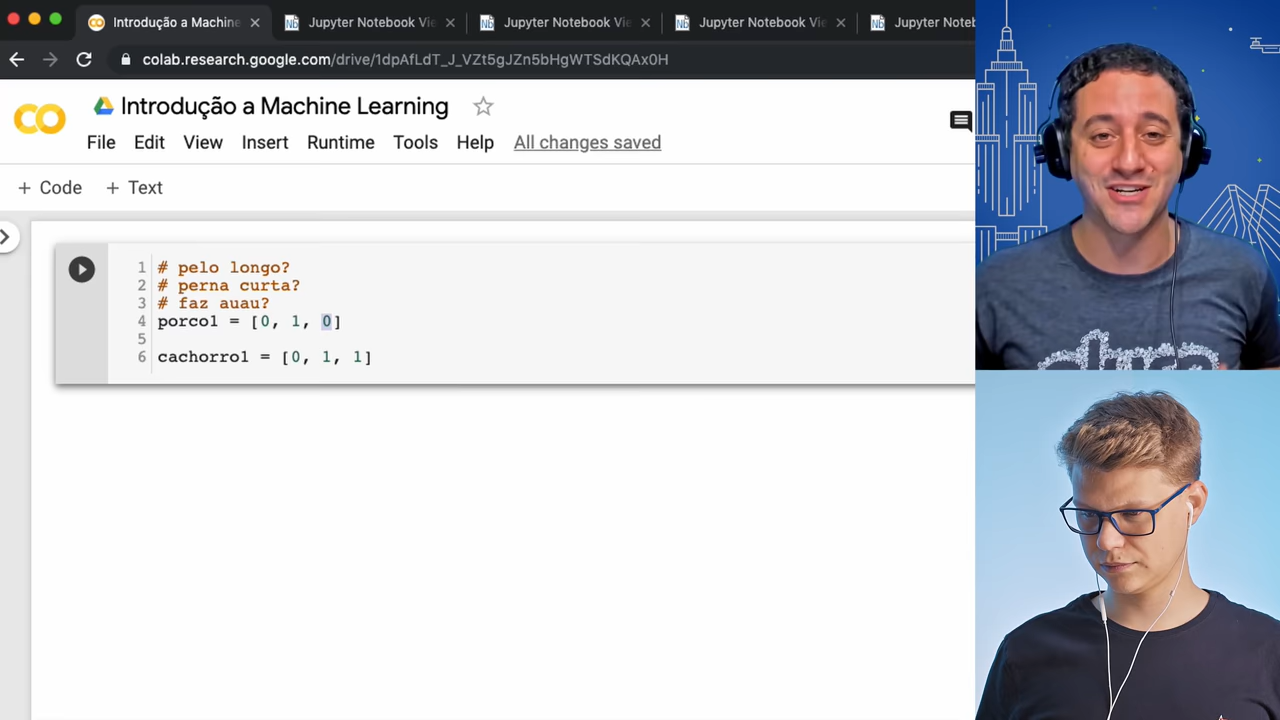 Introdução a Machine
Jupyter Notebook Vie
Jupyter Notebook Vie
Jupyter Notebook Vie
Jupyter Notebook
colab.research.google.com/drive/1dpAfLdT_J_VZt5gJZn5bHgWTSdKQAx0H
Introdução a Machine Learning
File Edit View Insert Runtime Tools Help All changes saved
+ Code + Text
1 # pelo longo?
2 # perna curta?
3 # faz auau?
4 porco1 = [0, 1, 0]
5
6 cachorro1 = [0, 1, 1]